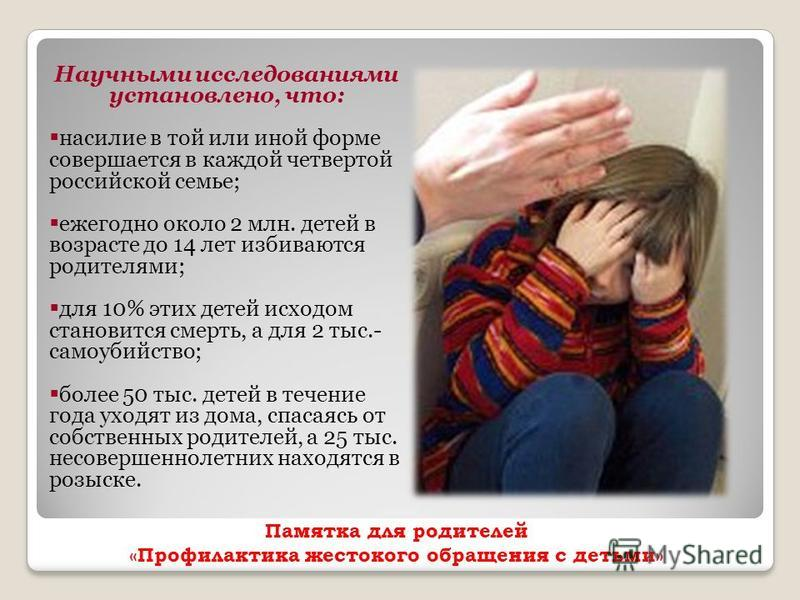 Научными исследованиями
установлено, что:
▪насилие в той или иной форме
совершается в каждой четвертой
российской семье;
▪ежегодно около 2 млн. детей в
возрасте до 14 лет избиваются
родителями;
▪для 10% этих детей исходом
становится смерть, а для 2 тыс.-
самоубийство;
▪более 50 тыс. детей в течение
года уходят из дома, спасаясь от
собственных родителей, а 25 тыс.
несовершеннолетних находятся в
розыске.
Памятка для родителей
«Профилактика жестокого обращения с детьми»
MyShared